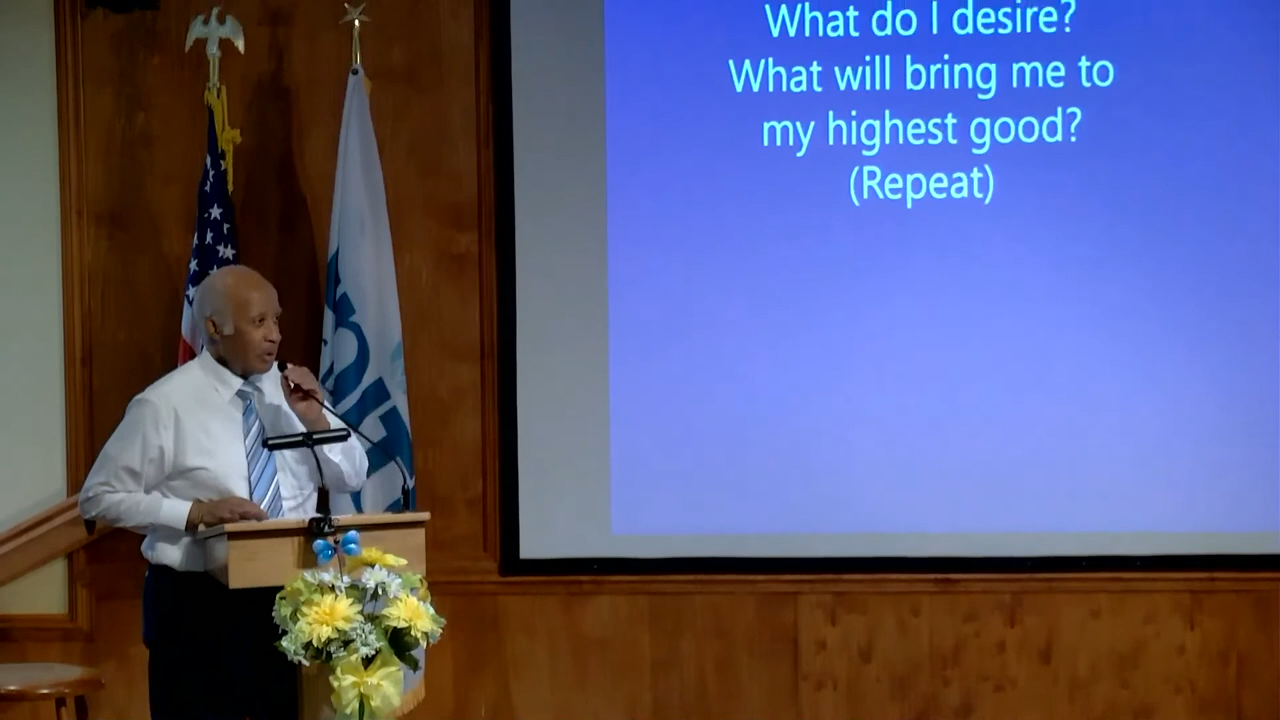 What do I desire?
What will bring me to
my highest good?
(Repeat)